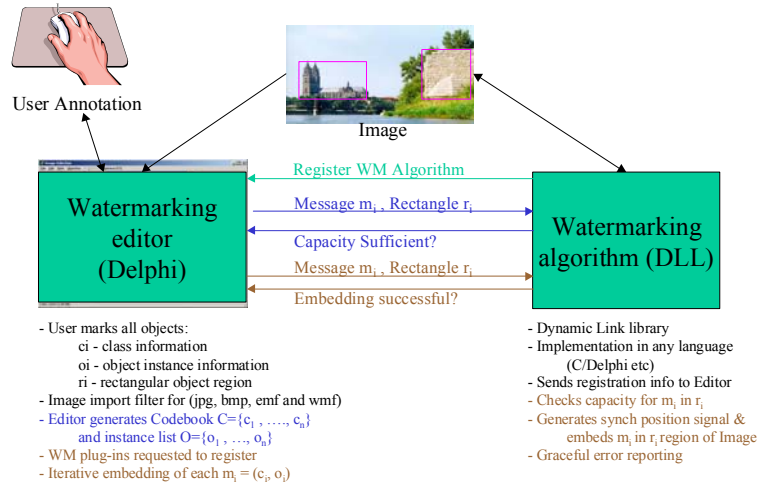 User Annotation
Image
Register WM Algorithm
Watermarking
editor
(Delphi)
Message mi , Rectangle ri
Capacity Sufficient?
Message mi , Rectangle ri
Embedding successful?
Watermarking
algorithm (DLL)
- User marks all objects:
ci - class information
oi - object instance information
ri - rectangular object region
- Image import filter for (jpg, bmp, emf and wmf)
- Editor generates Codebook C={c1 , …., cn}
and instance list O={o1 , …, on}
- WM plug-ins requested to register
- Iterative embedding of each mi = (ci, oi)
- Dynamic Link library
- Implementation in any language
(C/Delphi etc)
- Sends registration info to Editor
- Checks capacity for mi in ri
- Generates synch position signal &
embeds mi in ri region of Image
- Graceful error reporting